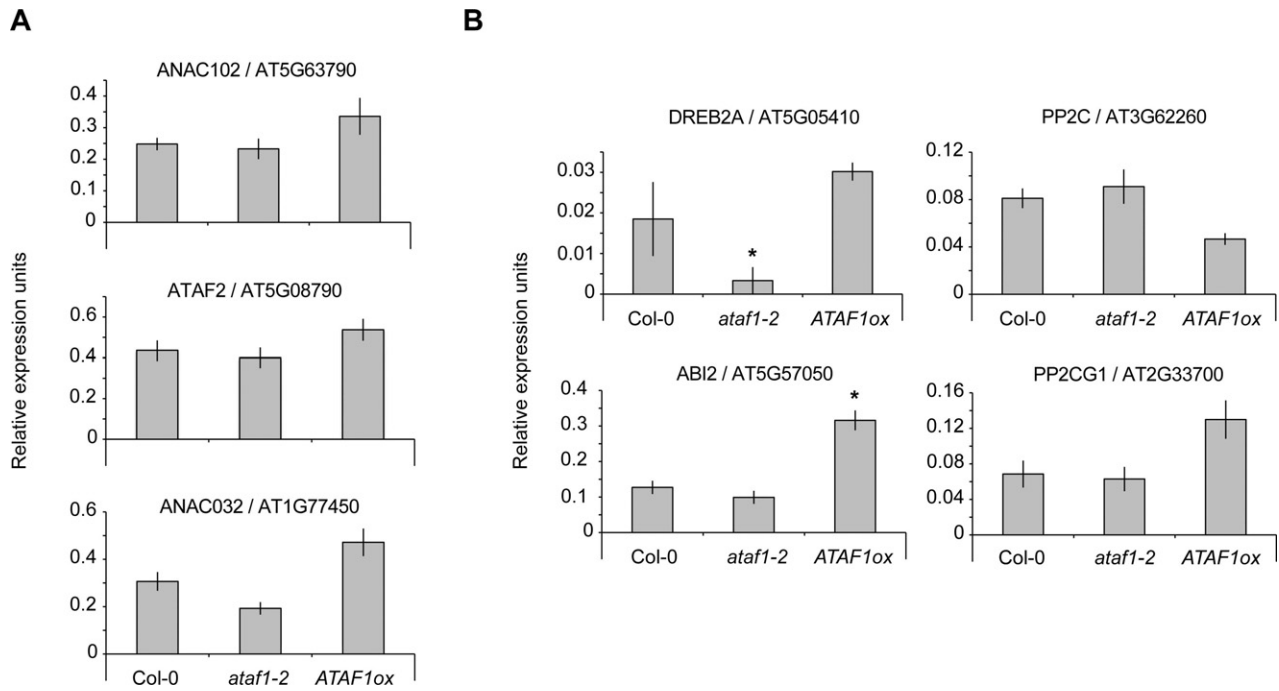 A
Relative expression units
ANAC102 / AT5G63790
0.4
0.3
0.2
0.1
0
ATAF2 / AT5G08790
0.6
0.4
0.2
0
ANAC032 / AT1G77450
0.6
0.4
0.2
0
Col-0 ataf1-2 ATAF1ox
B
Relative expression units
DREB2A / AT5G05410
0.03
0.02
0.01
0
*
Col-0 ataf1-2 ATAF1ox
PP2C / AT3G62260
0.12
0.08
0.04
0
Col-0 ataf1-2 ATAF1ox
ABI2 / AT5G57050
0.4
0.3
0.2
0.1
0
*
Col-0 ataf1-2 ATAF1ox
PP2CG1 / AT2G33700
0.16
0.12
0.08
0.04
0
Col-0 ataf1-2 ATAF1ox